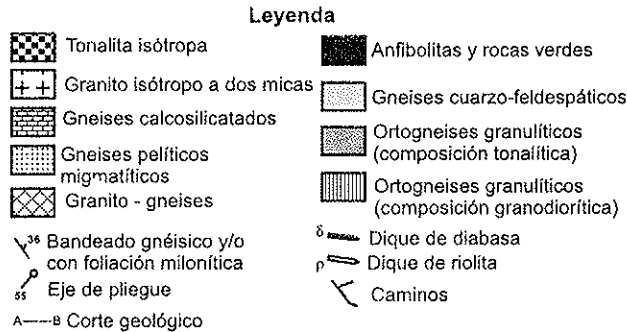 Leyenda
Tonalita isótropa
Granito isótropo a dos micas
Gneises calcosilicatados
Gneises pelíticos
migmatíticos
Granito - gneises
36 Bandeado gnéisico y/o
con foliación milonítica
55 Eje de pliegue
A----B Corte geológico
Anfibolitas y rocas verdes
Gneises cuarzo-feldespáticos
Ortogneises granulíticos
(composición tonalítica)
Ortogneises granulíticos
(composición granodiorítica)
δ Dique de diabasa
ρ Dique de riolita
Caminos